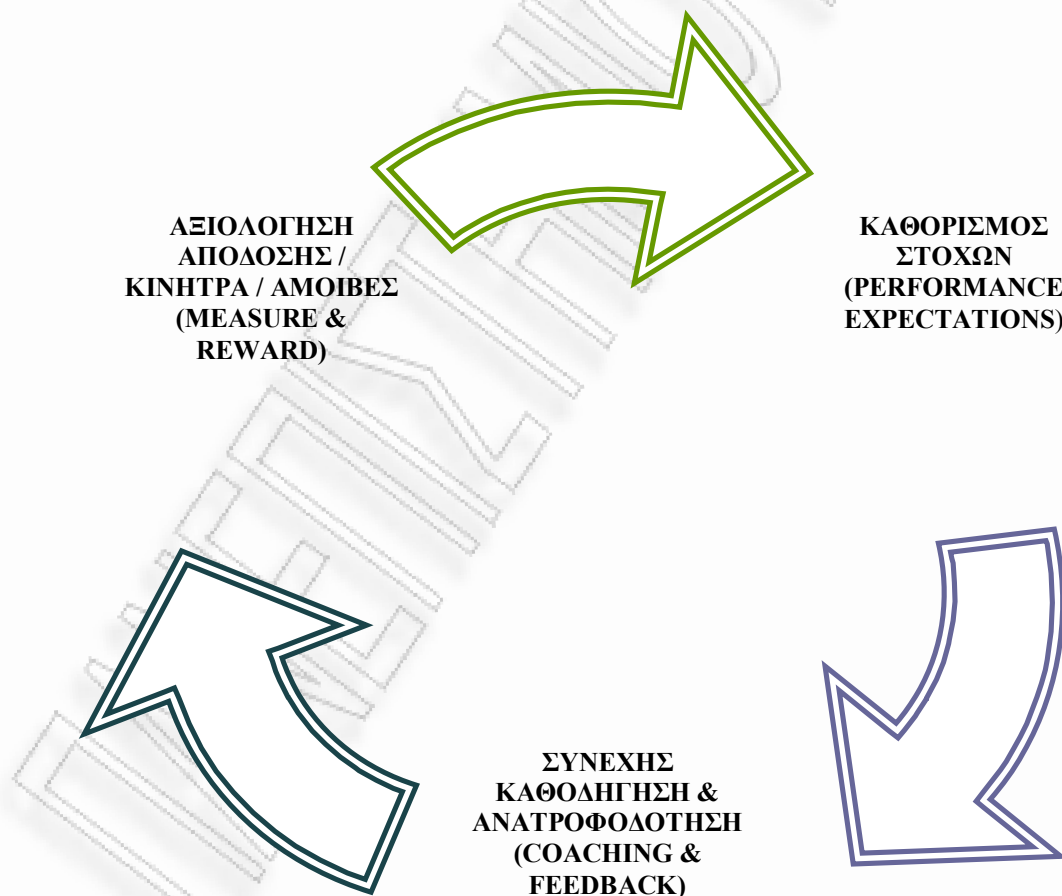 ΑΞΙΟΛΟΓΗΣΗ
ΑΠΟΔΟΣΗΣ /
ΚΙΝΗΤΡΑ / ΑΜΟΙΒΕΣ
(MEASURE &
REWARD)
ΚΑΘΟΡΙΣΜΟΣ
ΣΤΟΧΩΝ
(PERFORMANCE
EXPECTATIONS)
ΣΥΝΕΧΗΣ
ΚΑΘΟΔΗΓΗΣΗ &
ΑΝΑΤΡΟΦΟΔΟΤΗΣΗ
(COACHING &
FEEDBACK)